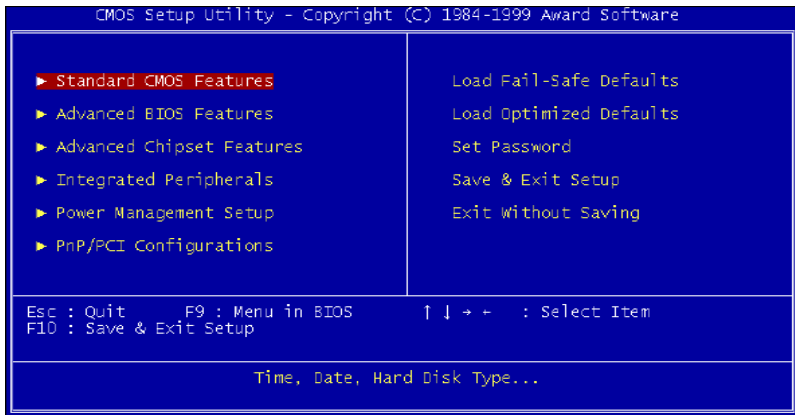 CMOS Setup Utility - Copyright (C) 1984-1999 Award Software
► Standard CMOS Features
► Advanced BIOS Features
► Advanced Chipset Features
► Integrated Peripherals
► Power Management Setup
► PnP/PCI Configurations
Load Fail-Safe Defaults
Load Optimized Defaults
Set Password
Save & Exit Setup
Exit Without Saving
Esc : Quit F9 : Menu in BIOS ↑ ↓ → ← : Select Item
F10 : Save & Exit Setup
Time, Date, Hard Disk Type...